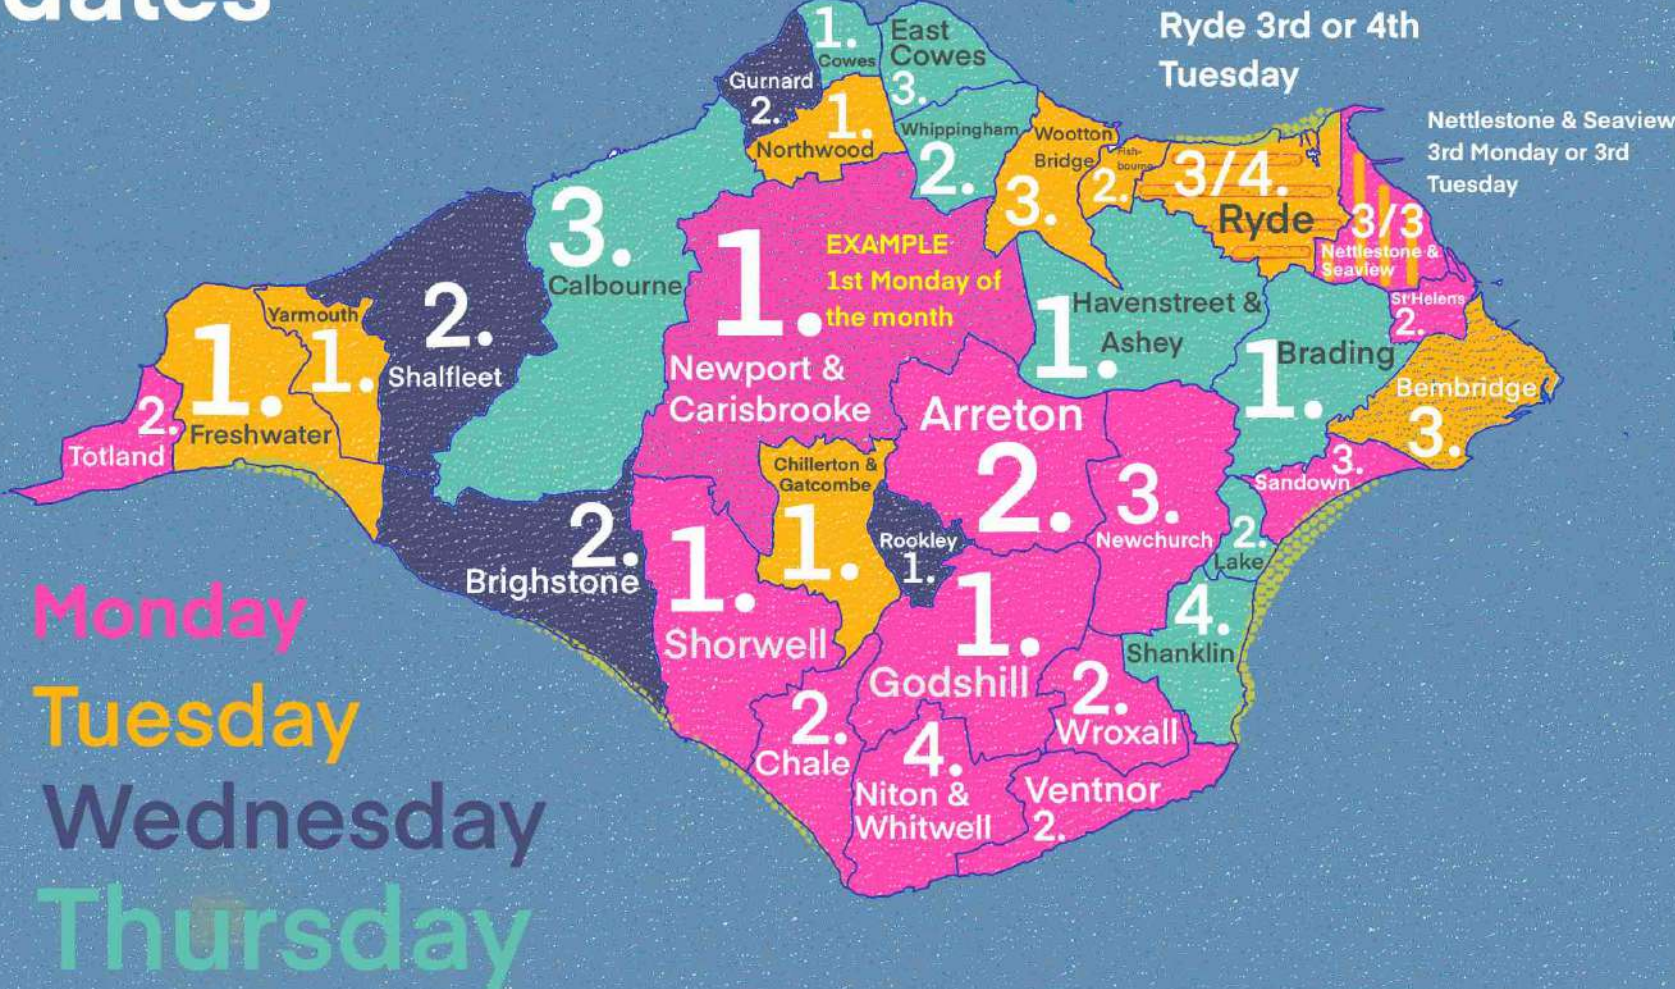 dates
Ryde 3rd or 4th
Tuesday
Nettlestone & Seaview
3rd Monday or 3rd
Tuesday
1.
Cowes
East
Cowes
3.
Gurnard
2.
1.
Northwood
Whippingham
2.
Wootton
Bridge
3.
Fish-
bourne
2.
3/4.
Ryde
3/3
Nettlestone &
Seaview
St Helens
2.
3.
Calbourne
1.
EXAMPLE
1st Monday of
the month
Newport &
Carisbrooke
1.
Havenstreet &
Ashey
1.
Brading
Bembridge
3.
Yarmouth
1.
1.
Freshwater
2.
Shalfleet
2.
Totland
Arreton
2.
3.
Newchurch
3.
Sandown
2.
Lake
Chillerton &
Gatcombe
1.
Rookley
1.
2.
Brighstone
1.
Shorwell
1.
Godshill
4.
Shanklin
2.
Wroxall
2.
Chale
4.
Niton &
Whitwell
Ventnor
2.
Monday
Tuesday
Wednesday
Thursday